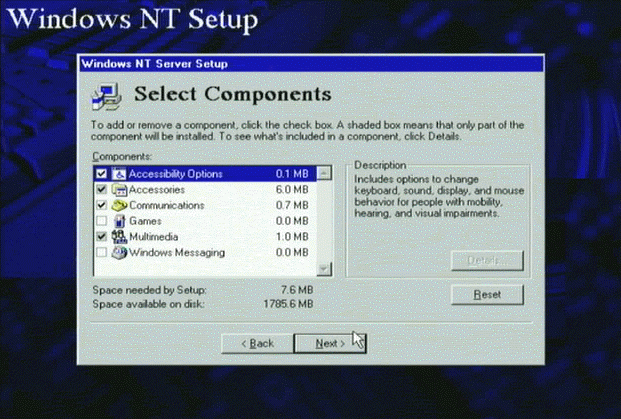 Windows NT Setup
Windows NT Server Setup
Select Components
To add or remove a component, click the check box. A shaded box means that only part of the
component will be installed. To see what's included in a component, click Details.
Components:
Accessibility Options 0.1 MB
Accessories 6.0 MB
Communications 0.7 MB
Games 0.0 MB
Multimedia 1.0 MB
Windows Messaging 0.0 MB
Description
Includes options to change
keyboard, sound, display, and mouse
behavior for people with mobility,
hearing, and visual impairments.
Details...
Space needed by Setup: 7.6 MB
Space available on disk: 1785.6 MB
Reset
< Back
Next >